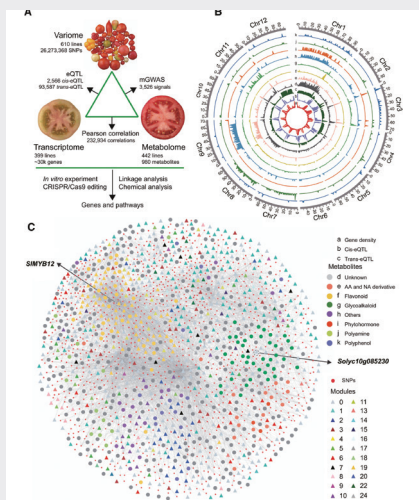 A
B
Variome
610 lines
26,273,368 SNPs
eQTL
2,566 cis-eQTL
93,587 trans-eQTL
mGWAS
3,526 signals
Pearson correlation
232,934 correlations
Transcriptome
399 lines
~30k genes
Metabolome
442 lines
980 metabolites
In vitro experiment
CRISPR/Cas9 editing
Linkage analysis
Chemical analysis
Genes and pathways
Chr1
Chr2
Chr3
Chr4
Chr5
Chr6
Chr7
Chr8
Chr9
Chr10
Chr11
Chr12
C
SlMYB12
Solyc10g085230
a Gene density
b Cis-eQTL
c Trans-eQTL
Metabolites
d Unknown
e AA and NA derivative
f Flavonoid
g Glycoalkaloid
h Others
i Phytohormone
j Polyamine
k Polyphenol
SNPs
Modules
0 11
1 13
2 14
3 15
4 16
5 17
6 18
7 19
8 20
9 22
10 24